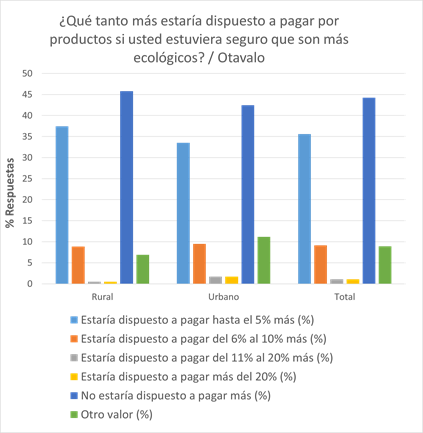 ¿Qué tanto más estaría dispuesto a pagar por
productos si usted estuviera seguro que son más
ecológicos? / Otavalo
50
45
40
35
30
25
20
15
10
5
0
% Respuestas
Rural Urbano Total
Estaría dispuesto a pagar hasta el 5% más (%)
Estaría dispuesto a pagar del 6% al 10% más (%)
Estaría dispuesto a pagar del 11% al 20% más (%)
Estaría dispuesto a pagar más del 20% (%)
No estaría dispuesto a pagar más (%)
Otro valor (%)